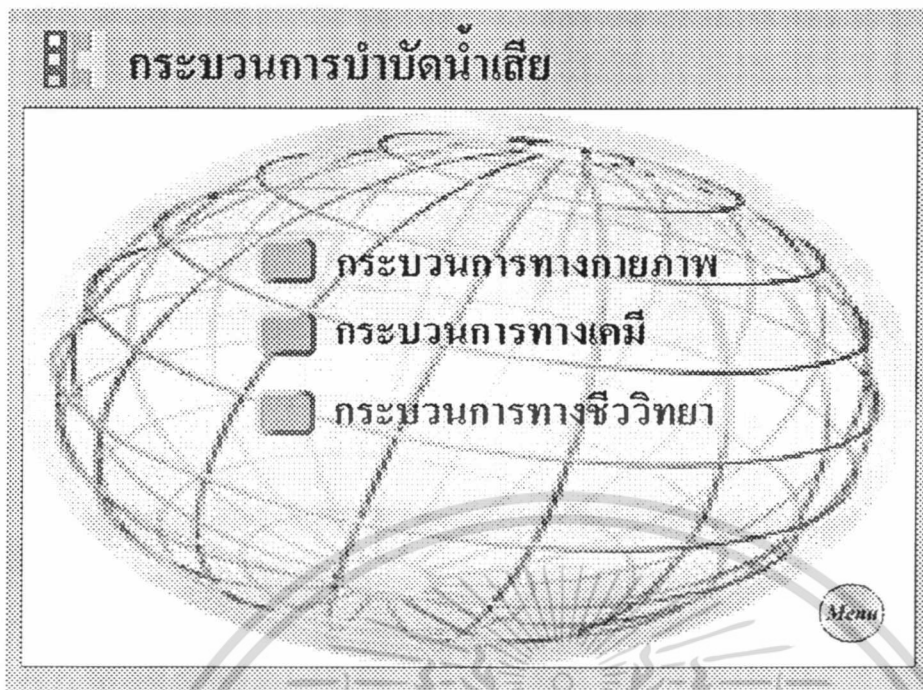 กระบวนการบำบัดน้ำเสีย
กระบวนการทางกายภาพ
กระบวนการทางเคมี
กระบวนการทางชีววิทยา
Menu